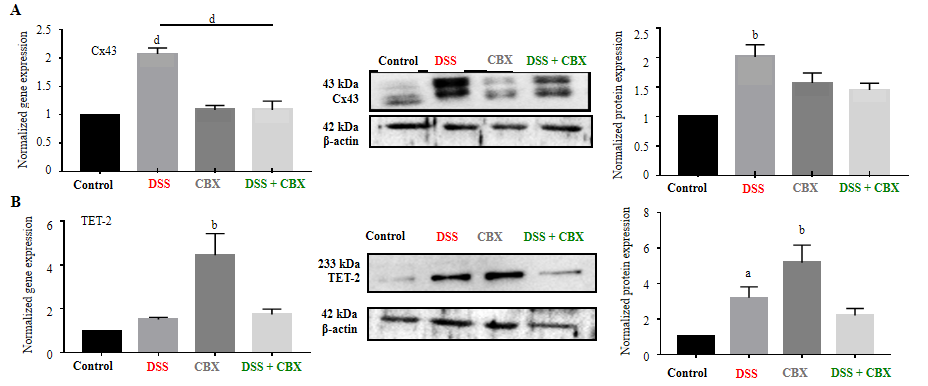 A
Cx43
Normalized gene expression
2.5
2
1.5
1
0.5
0
d
d
Control
DSS
CBX
DSS + CBX
Control
DSS
CBX
DSS + CBX
43 kDa
Cx43
42 kDa
β-actin
Normalized protein expression
2.5
2.0
1.5
1
0.5
0
b
Control
DSS
CBX
DSS + CBX
B
TET-2
Normalized gene expression
6
4
2
0
b
Control
DSS
CBX
DSS + CBX
Control
DSS
CBX
DSS + CBX
233 kDa
TET-2
42 kDa
β-actin
Normalized protein expression
8
6
4
2
0
a
b
Control
DSS
CBX
DSS + CBX